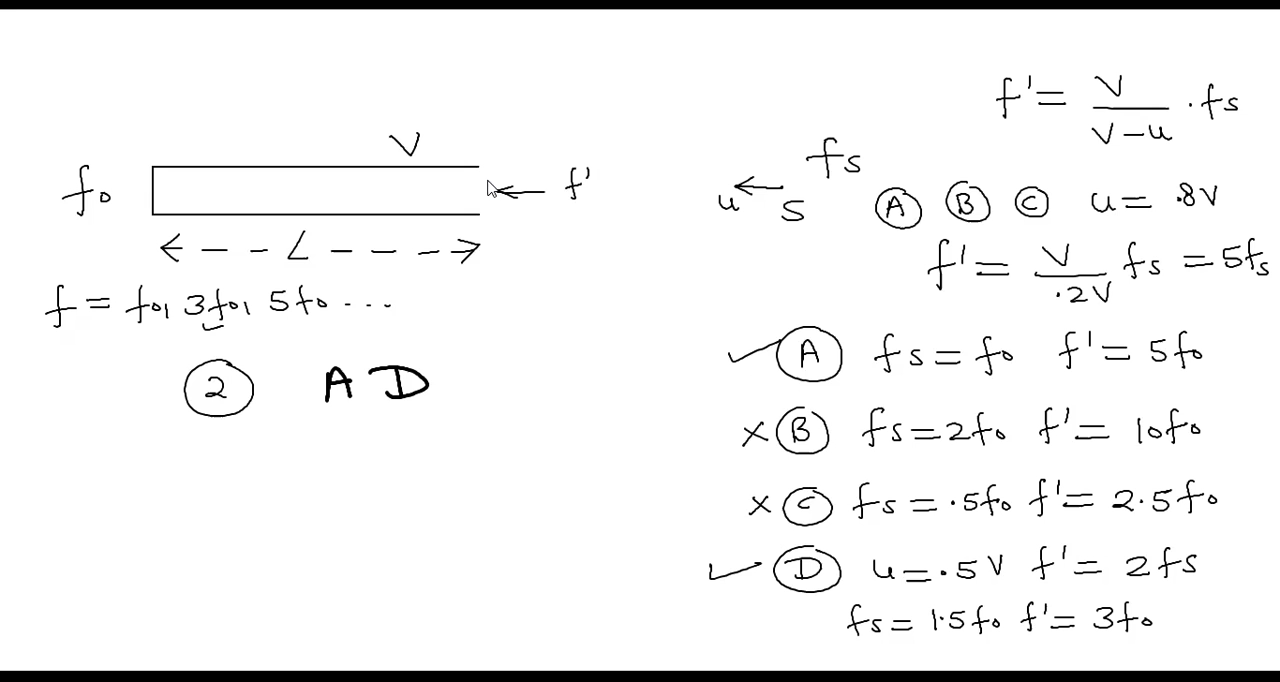 V
f₀
f'
← - - L - - - →
f = f₀, 3f₀, 5f₀ ...
② A D
f' = V/(V-u) · fs
fs
u ← S
Ⓐ Ⓑ Ⓒ u = .8V
f' = V/.2V fs = 5fs
✓ Ⓐ fs = f₀ f' = 5f₀
× Ⓑ fs = 2f₀ f' = 10f₀
× Ⓒ fs = .5f₀ f' = 2.5f₀
✓ Ⓓ u = .5V f' = 2fs
fs = 1.5f₀ f' = 3f₀